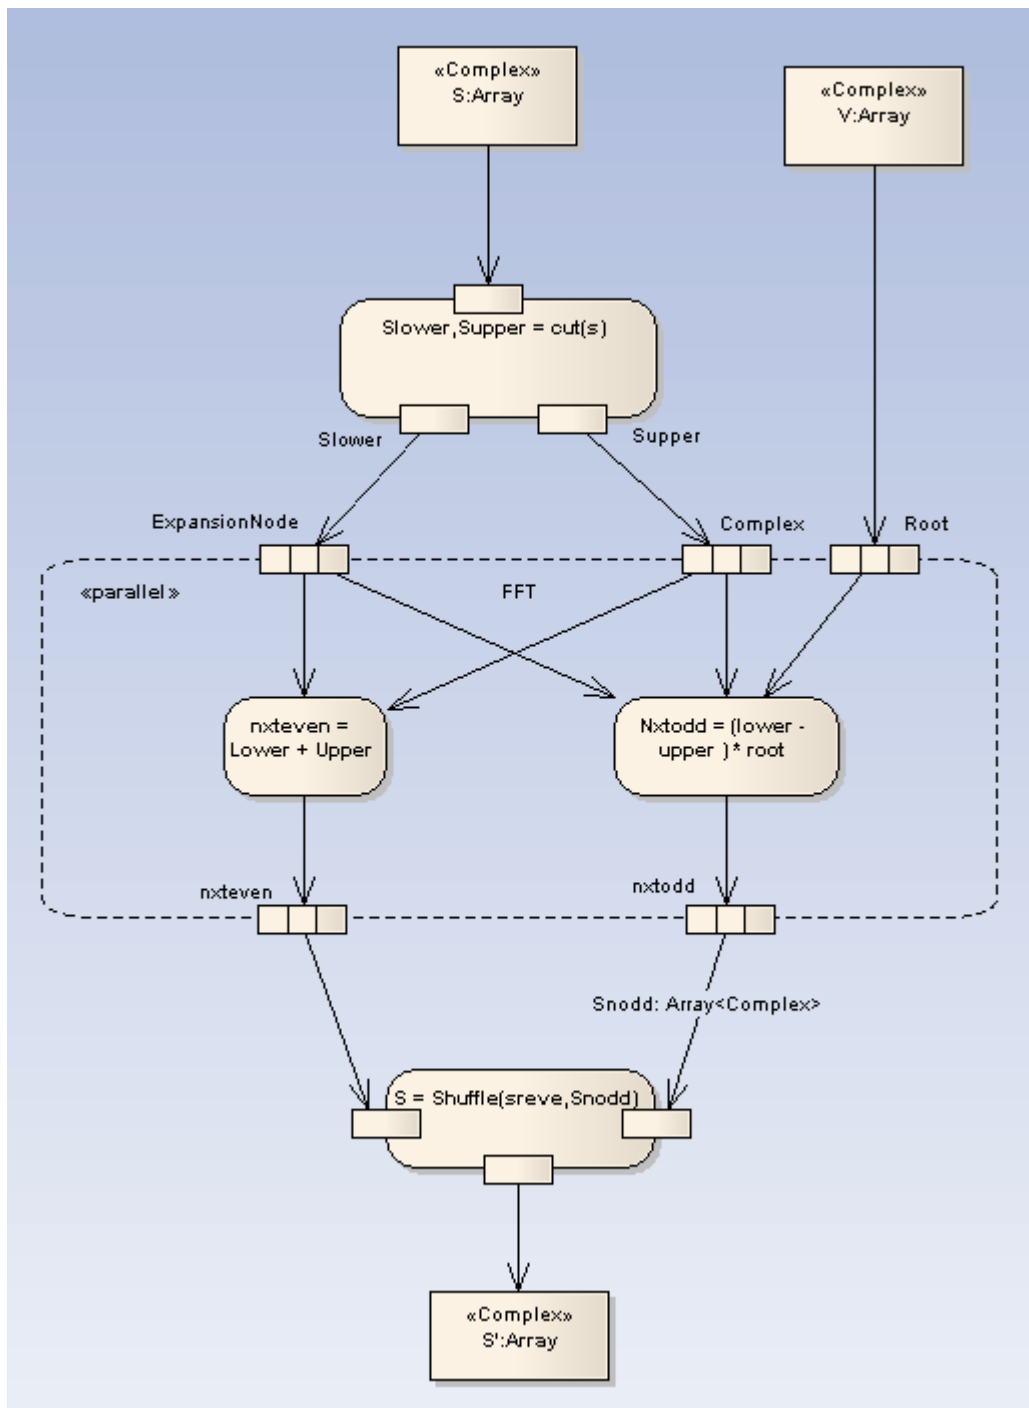 «Complex»
S:Array
«Complex»
V:Array
Slower,Supper = cut(s)
Slower
Supper
ExpansionNode
Complex
Root
«parallel»
FFT
nxteven =
Lower + Upper
Nxtodd = (lower -
upper )* root
nxteven
nxtodd
Snodd: Array<Complex>
S = Shuffle(sreve,Snodd)
«Complex»
S':Array